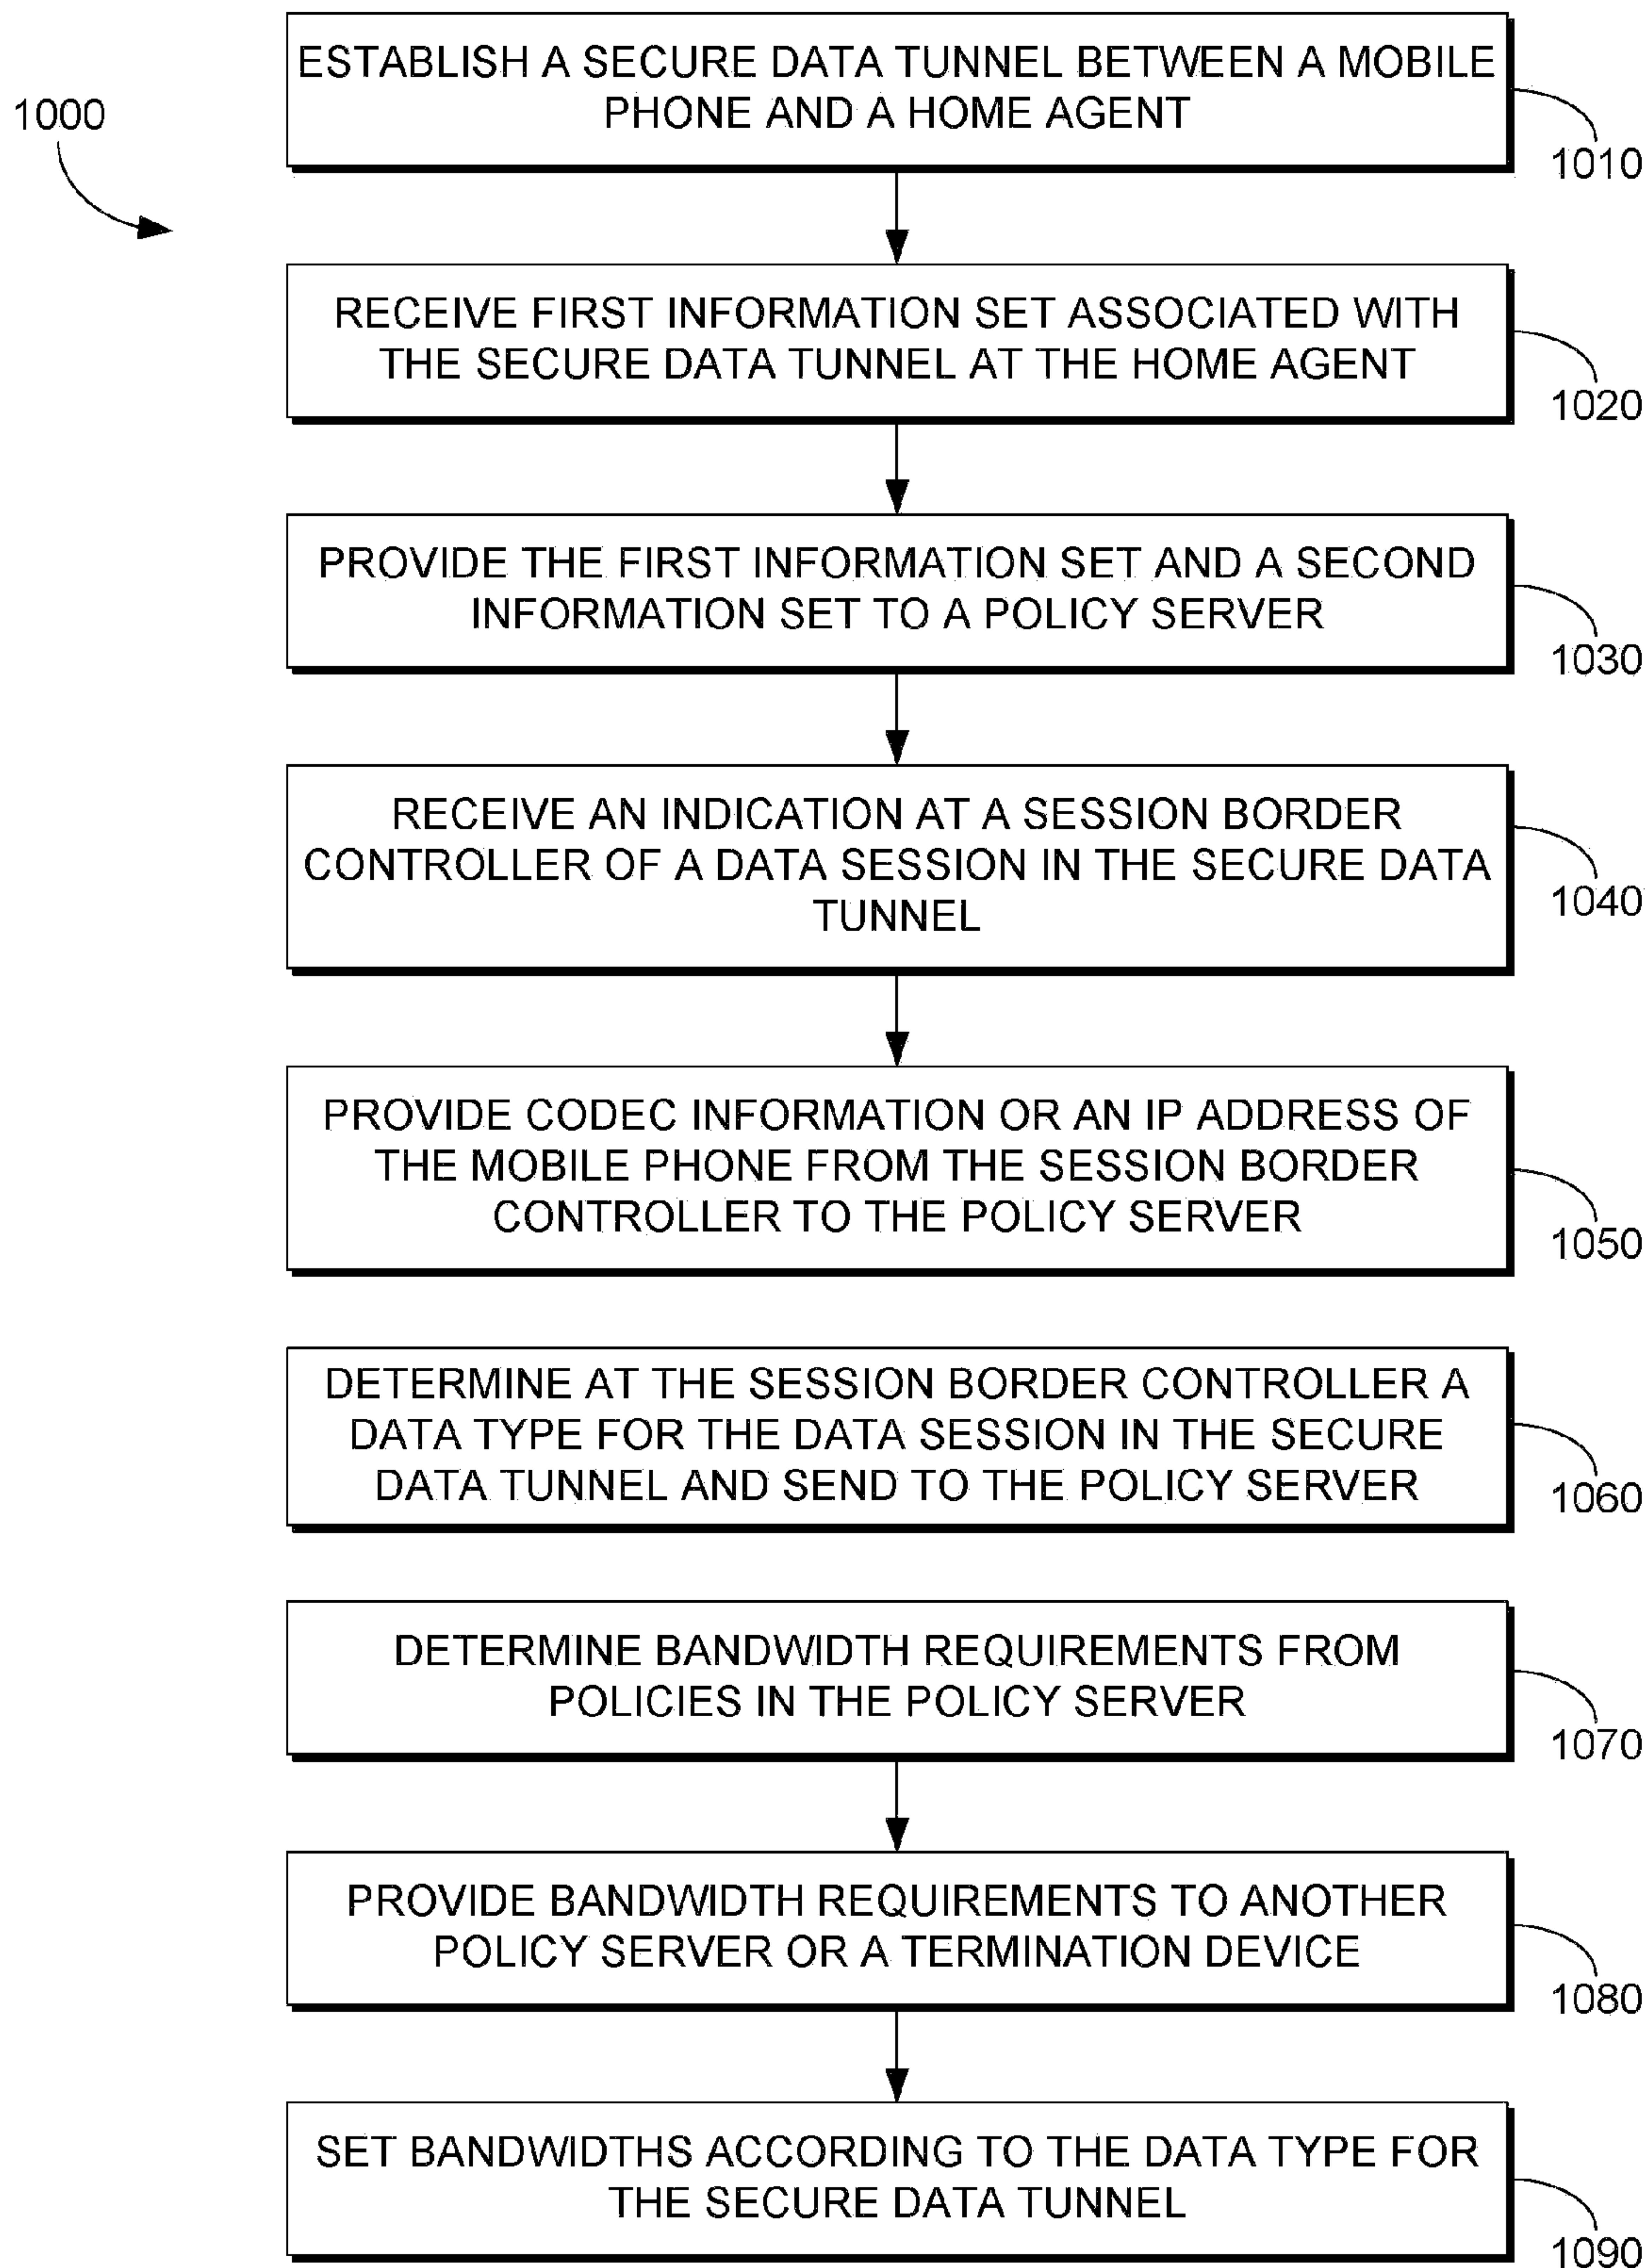 ESTABLISH A SECURE DATA TUNNEL BETWEEN A MOBILE
PHONE AND A HOME AGENT
1000
1010
RECEIVE FIRST INFORMATION SET ASSOCIATED WITH
THE SECURE DATA TUNNEL AT THE HOME AGENT
1020
PROVIDE THE FIRST INFORMATION SET AND A SECOND
INFORMATION SET TO A POLICY SERVER
1030
RECEIVE AN INDICATION AT A SESSION BORDER
CONTROLLER OF A DATA SESSION IN THE SECURE DATA
TUNNEL
1040
PROVIDE CODEC INFORMATION OR AN IP ADDRESS OF
THE MOBILE PHONE FROM THE SESSION BORDER
CONTROLLER TO THE POLICY SERVER
1050
DETERMINE AT THE SESSION BORDER CONTROLLER A
DATA TYPE FOR THE DATA SESSION IN THE SECURE
DATA TUNNEL AND SEND TO THE POLICY SERVER
1060
DETERMINE BANDWIDTH REQUIREMENTS FROM
POLICIES IN THE POLICY SERVER
1070
PROVIDE BANDWIDTH REQUIREMENTS TO ANOTHER
POLICY SERVER OR A TERMINATION DEVICE
1080
SET BANDWIDTHS ACCORDING TO THE DATA TYPE FOR
THE SECURE DATA TUNNEL
1090